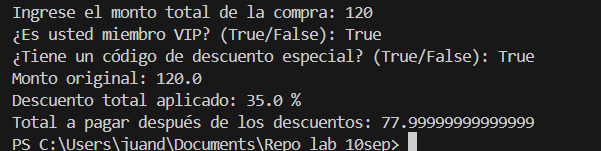 Ingrese el monto total de la compra: 120
¿Es usted miembro VIP? (True/False): True
¿Tiene un código de descuento especial? (True/False): True
Monto original: 120.0
Descuento total aplicado: 35.0 %
Total a pagar después de los descuentos: 77.99999999999999
PS C:\Users\juand\Documents\Repo lab 10sep>